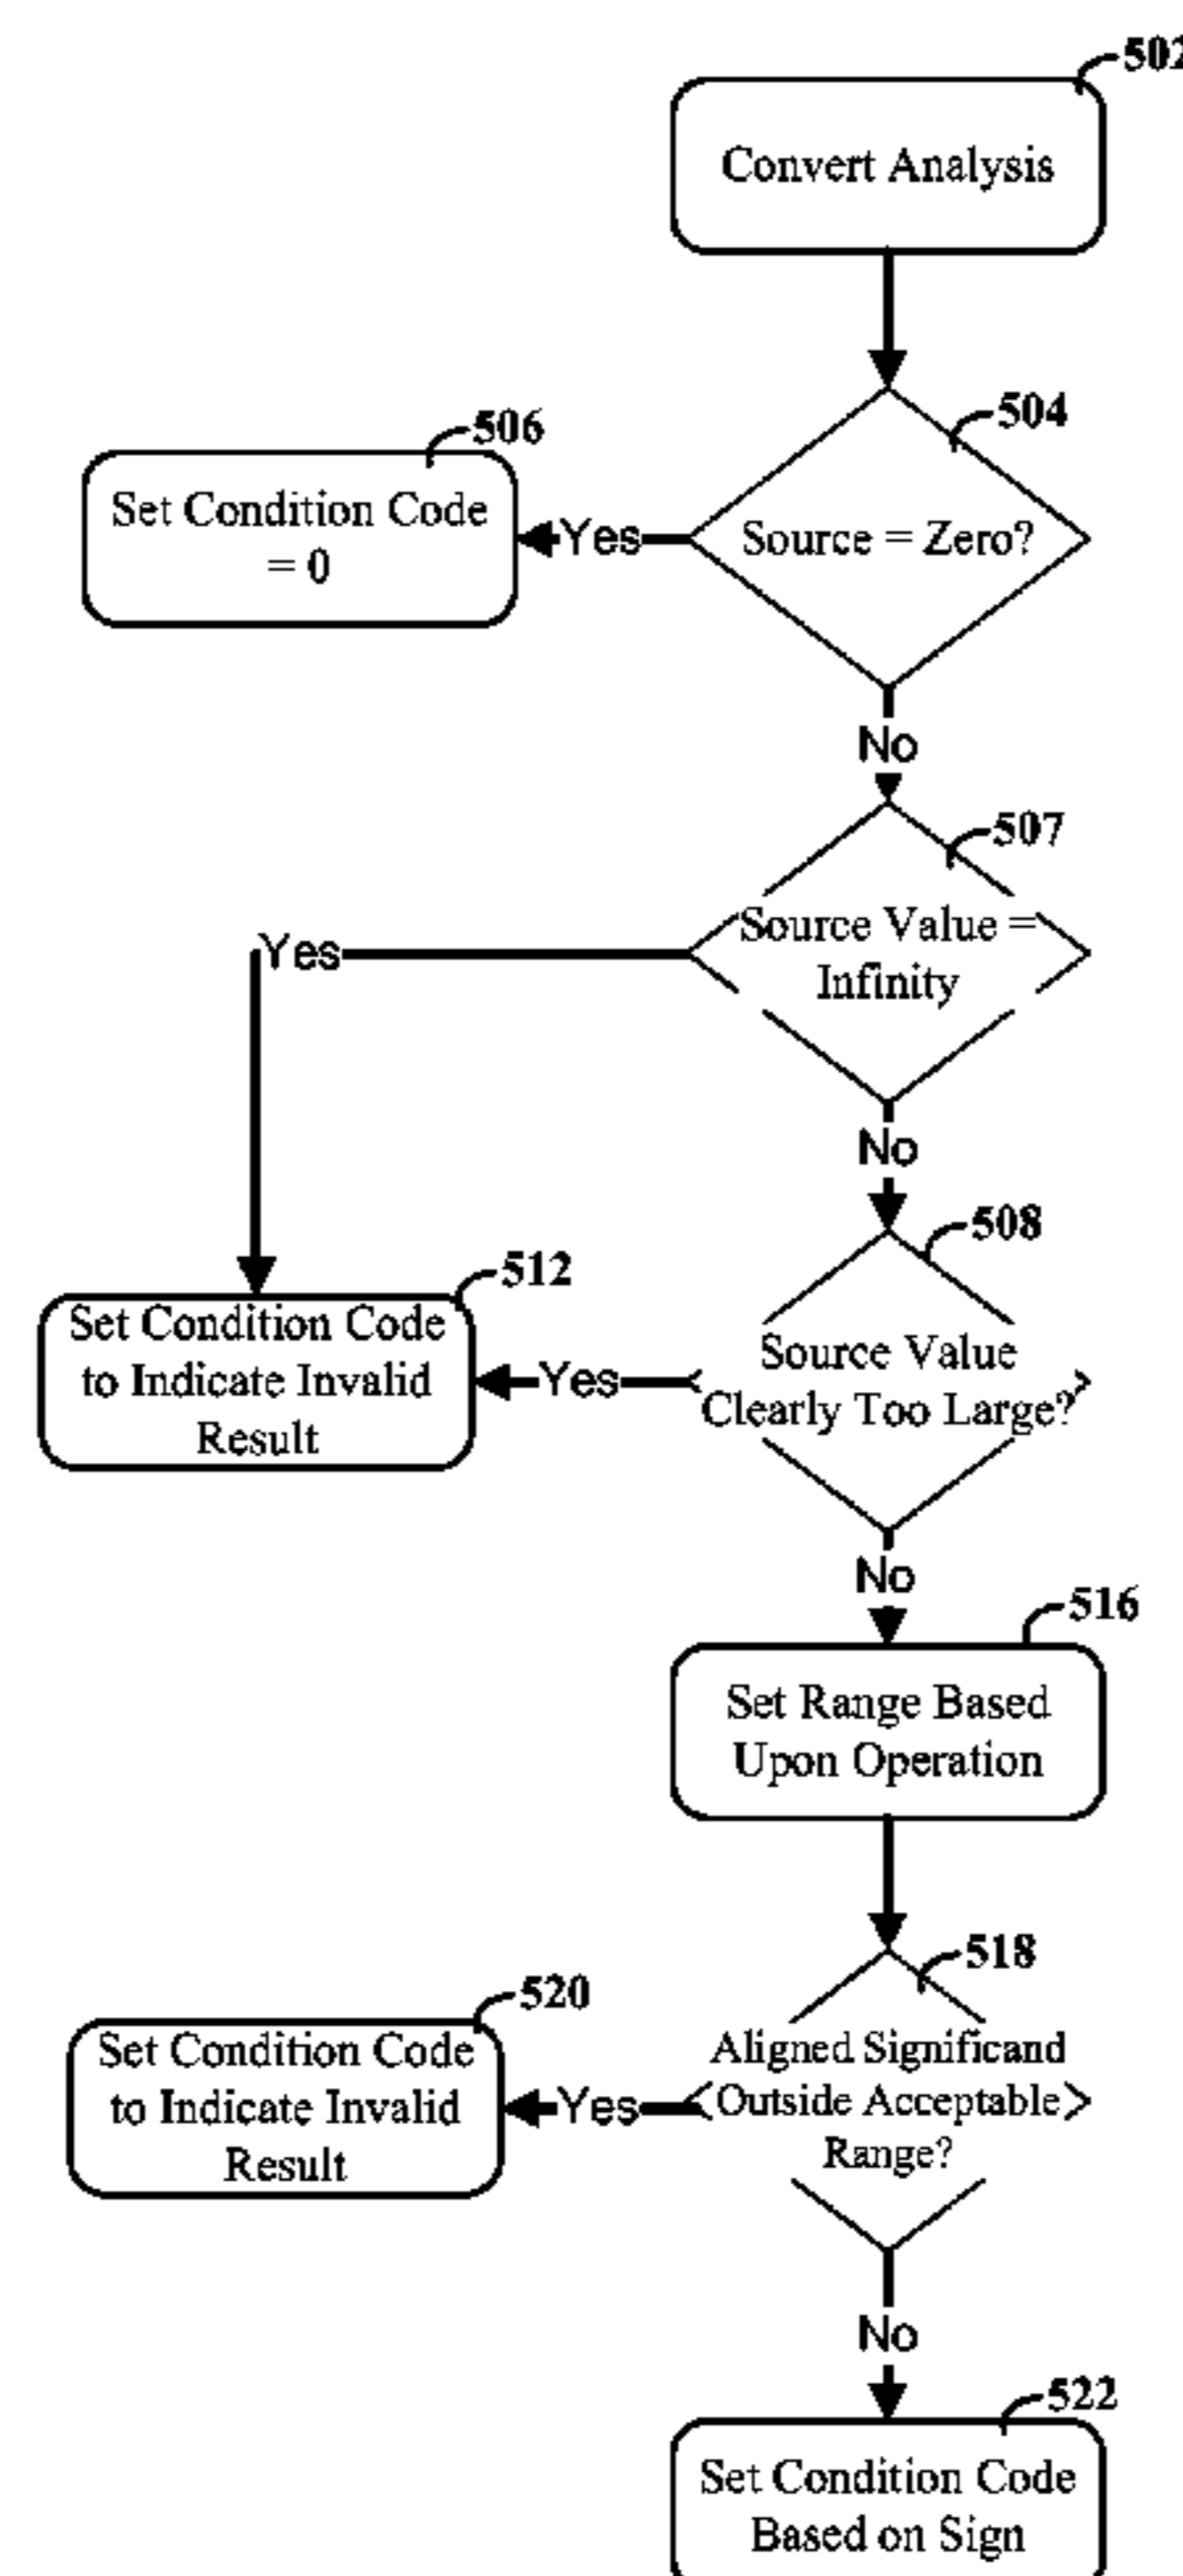 502
Convert Analysis
504
Source = Zero?
Yes
506
Set Condition Code
= 0
No
507
Source Value =
Infinity
Yes
No
508
Source Value
Clearly Too Large?
Yes
512
Set Condition Code
to Indicate Invalid
Result
No
516
Set Range Based
Upon Operation
518
Aligned Significand
Outside Acceptable
Range?
Yes
520
Set Condition Code
to Indicate Invalid
Result
No
522
Set Condition Code
Based on Sign